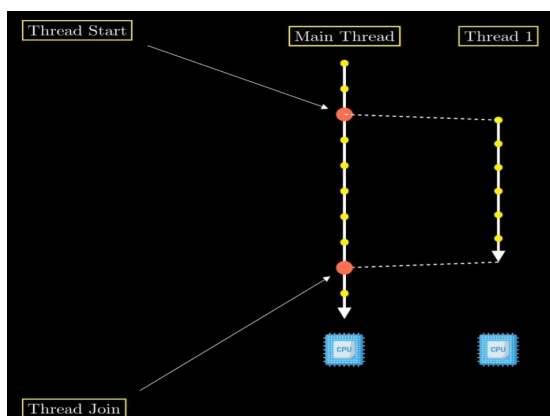 Thread Start
Main Thread
Thread 1
CPU
CPU
Thread Join